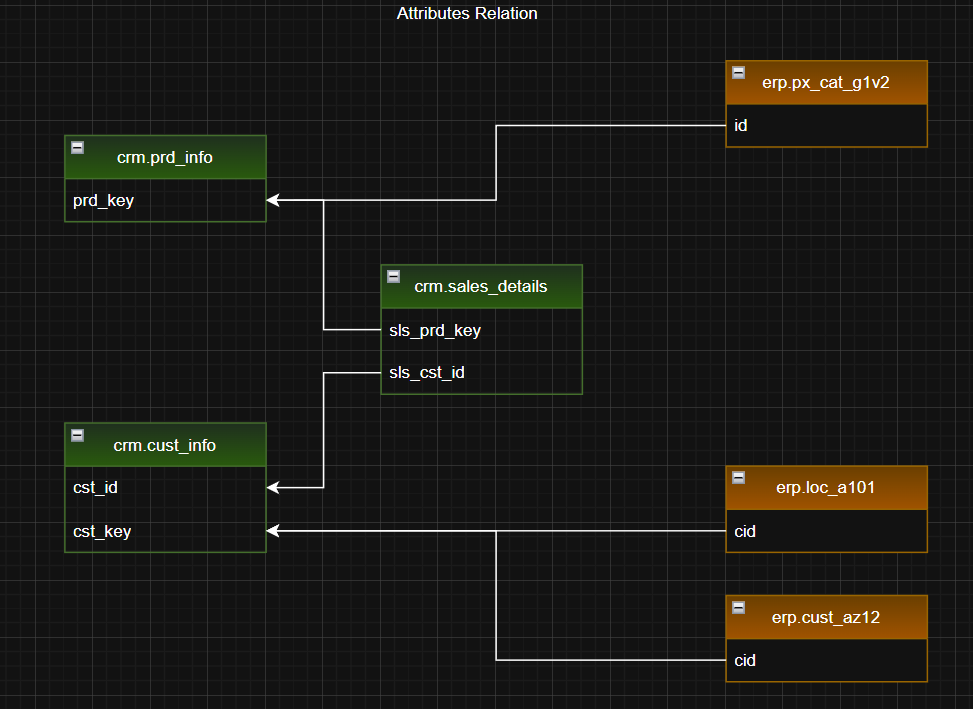 Attributes Relation
erp.px_cat_g1v2
id
crm.prd_info
prd_key
crm.sales_details
sls_prd_key
sls_cst_id
crm.cust_info
cst_id
cst_key
erp.loc_a101
cid
erp.cust_az12
cid